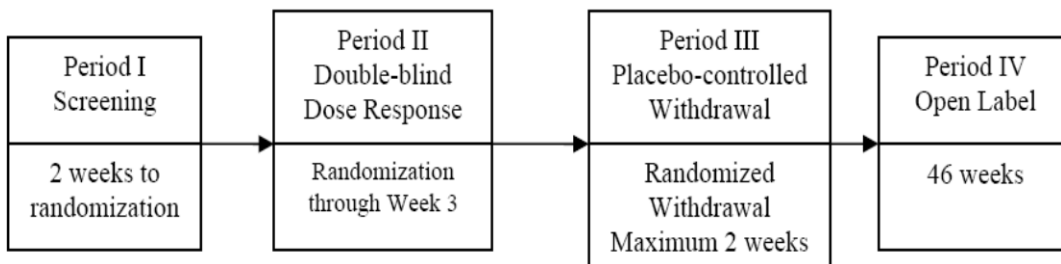 Period I
Screening
2 weeks to
randomization
Period II
Double-blind
Dose Response
Randomization
through Week 3
Period III
Placebo-controlled
Withdrawal
Randomized
Withdrawal
Maximum 2 weeks
Period IV
Open Label
46 weeks